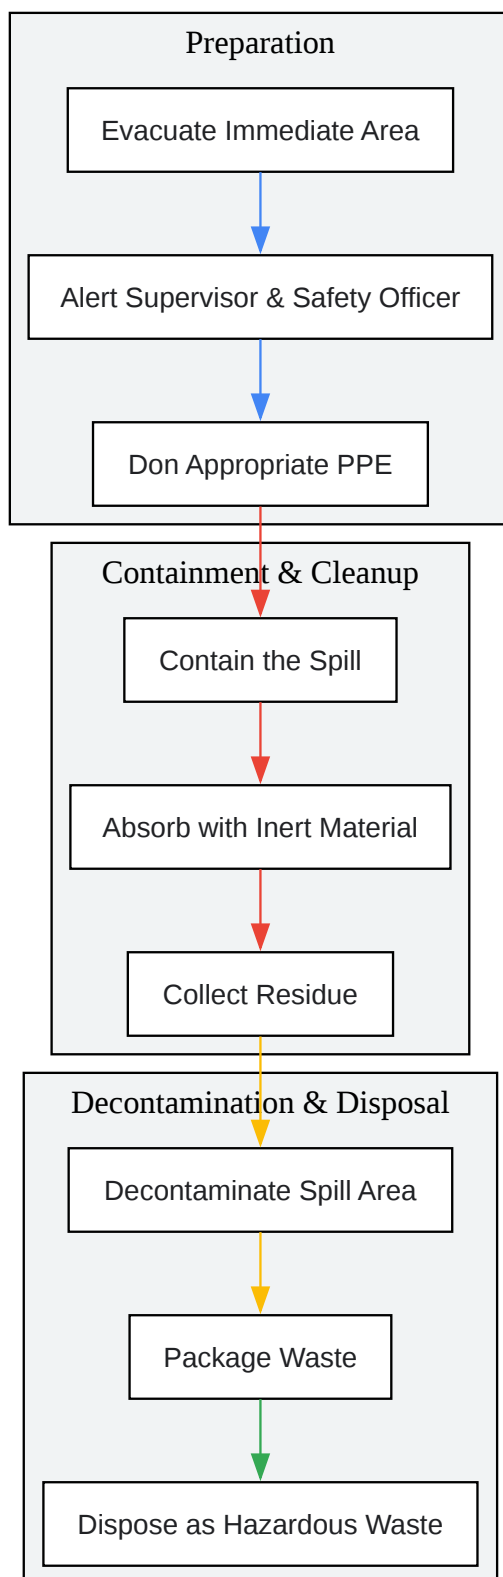 Preparation
Evacuate Immediate Area
Alert Supervisor & Safety Officer
Don Appropriate PPE
Containment & Cleanup
Contain the Spill
Absorb with Inert Material
Collect Residue
Decontamination & Disposal
Decontaminate Spill Area
Package Waste
Dispose as Hazardous Waste